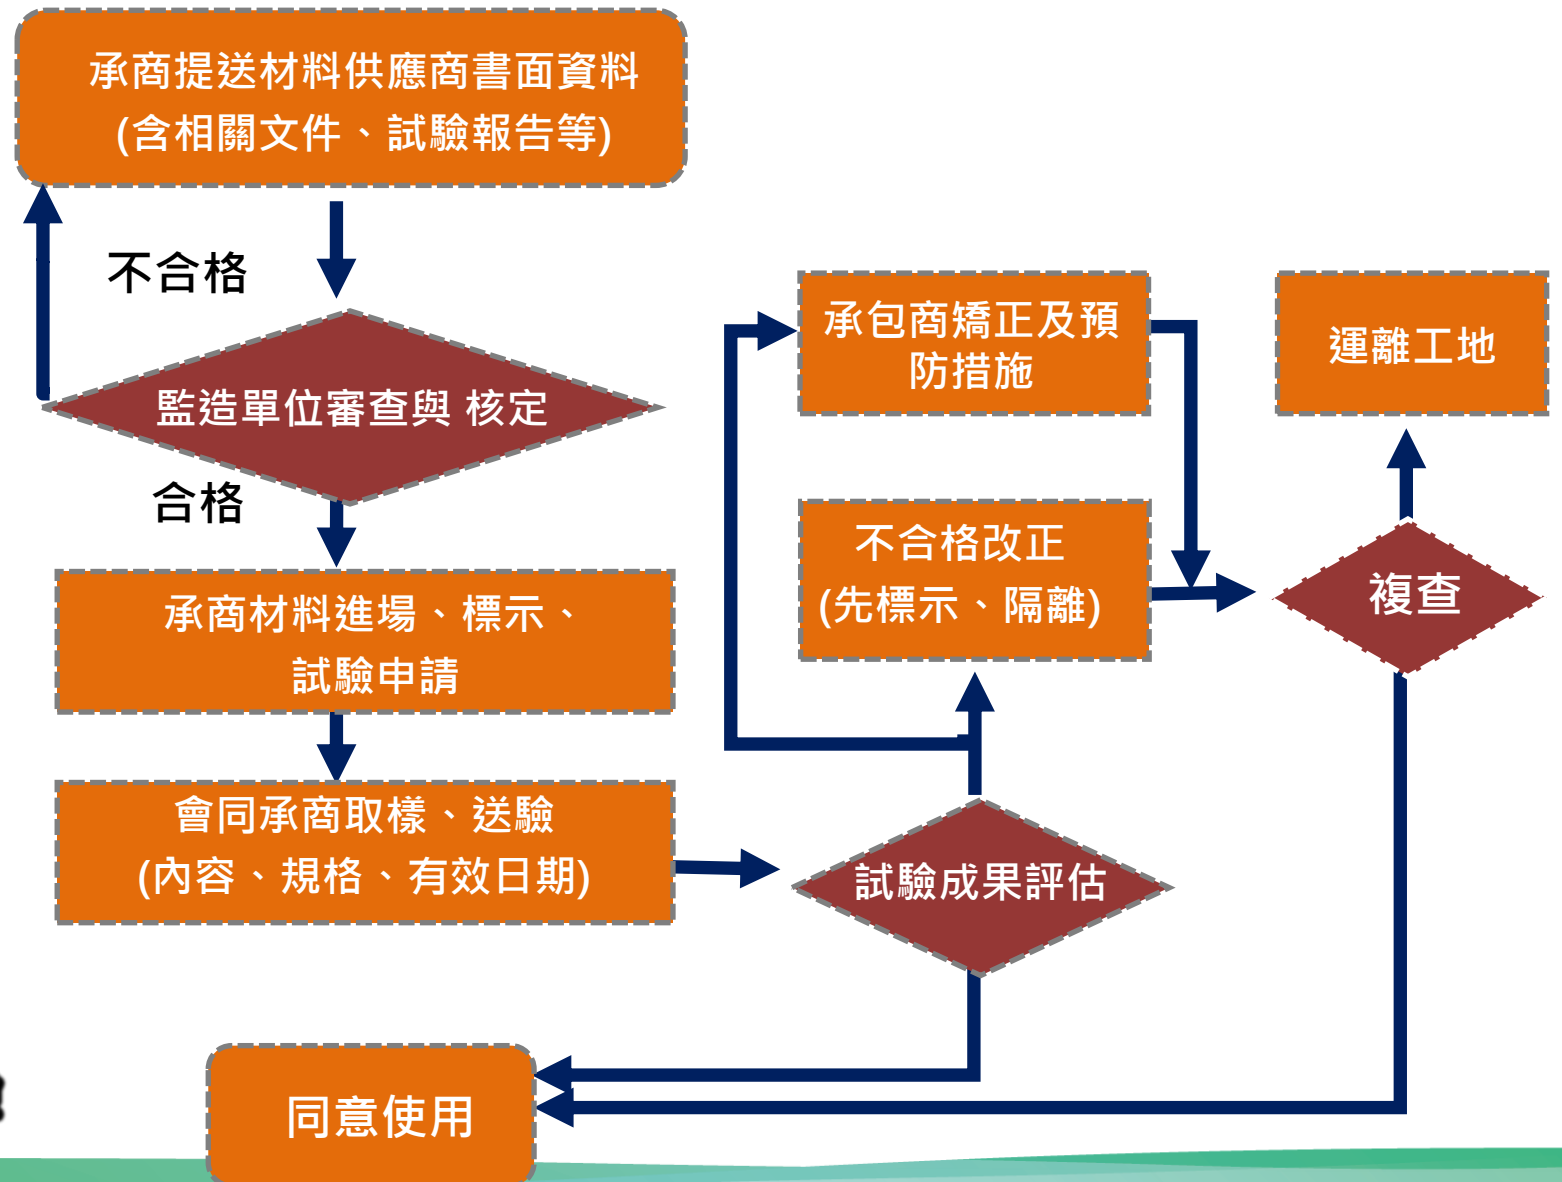 承商提送材料供應商書面資料
(含相關文件、試驗報告等)
不合格
監造單位審查與 核定
合格
承商材料進場、標示、
試驗申請
會同承商取樣、送驗
(內容、規格、有效日期)
承包商矯正及預
防措施
不合格改正
(先標示、隔離)
試驗成果評估
運離工地
複查
同意使用